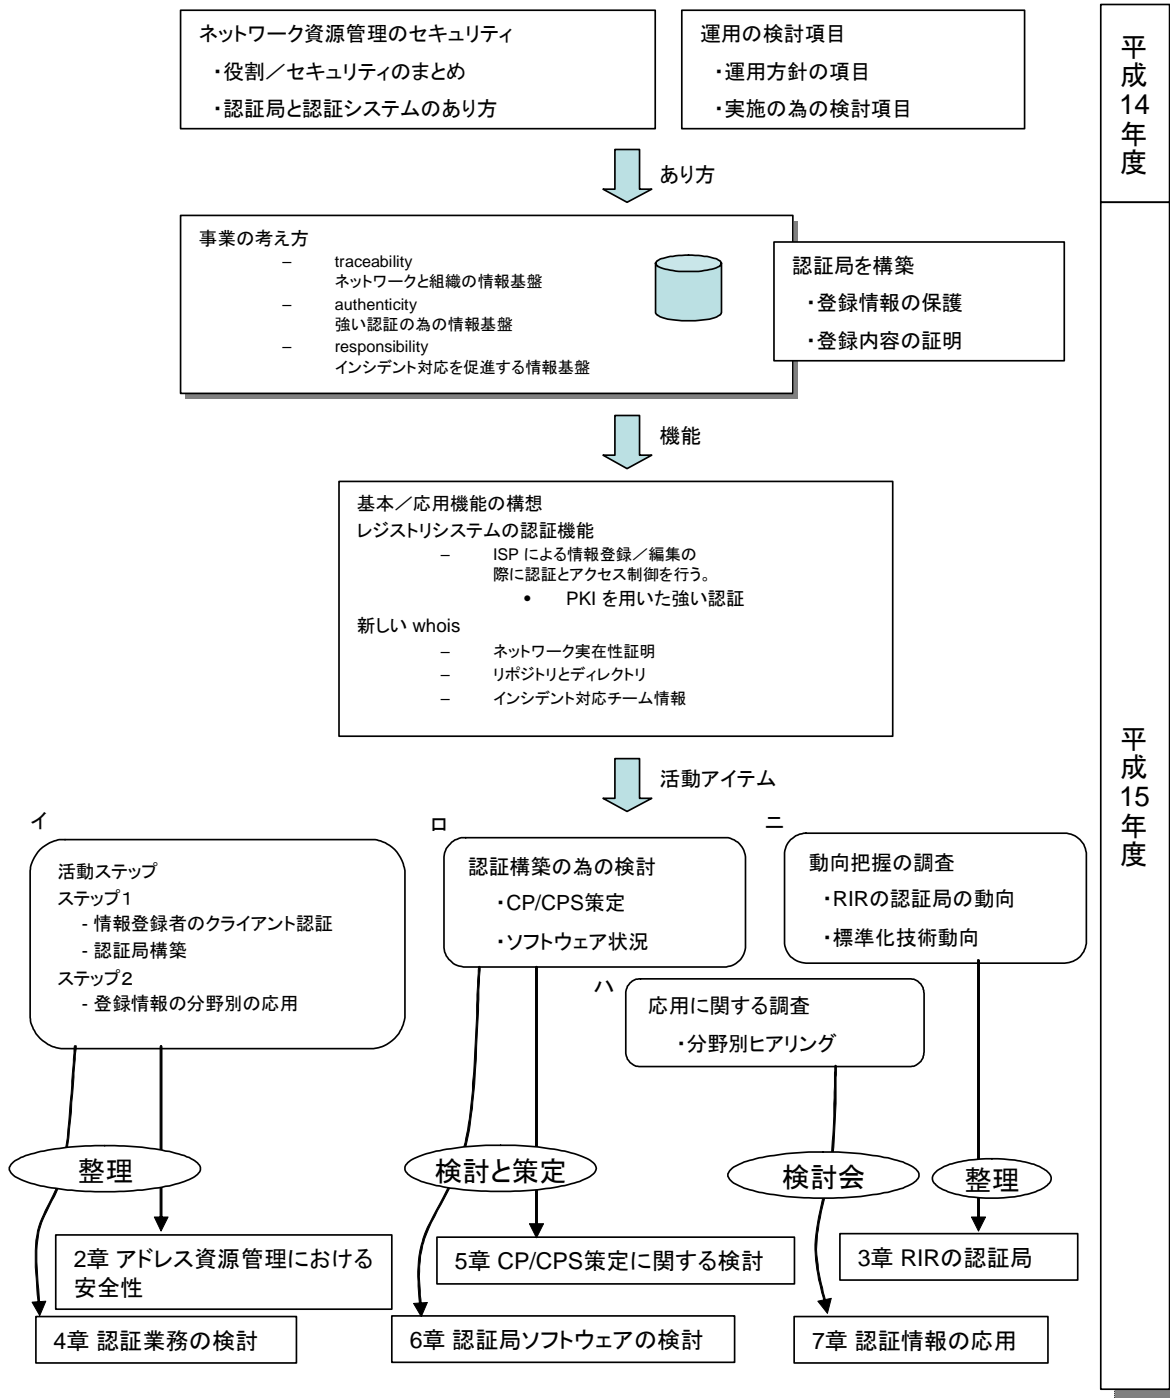 ネットワーク資源管理のセキュリティ
・役割／セキュリティのまとめ
・認証局と認証システムのあり方
運用の検討項目
・運用方針の項目
・実施の為の検討項目
平成14年度
あり方
事業の考え方
– traceability
ネットワークと組織の情報基盤
– authenticity
強い認証の為の情報基盤
– responsibility
インシデント対応を促進する情報基盤
認証局を構築
・登録情報の保護
・登録内容の証明
機能
基本／応用機能の構想
レジストリシステムの認証機能
– ISP による情報登録／編集の
際に認証とアクセス制御を行う。
• PKI を用いた強い認証
新しい whois
– ネットワーク実在性証明
– リポジトリとディレクトリ
– インシデント対応チーム情報
平成15年度
活動アイテム
イ
活動ステップ
ステップ１
- 情報登録者のクライアント認証
- 認証局構築
ステップ２
- 登録情報の分野別の応用
ロ
認証構築の為の検討
・CP/CPS策定
・ソフトウェア状況
ニ
動向把握の調査
・RIRの認証局の動向
・標準化技術動向
ハ
応用に関する調査
・分野別ヒアリング
整理
検討と策定
検討会
整理
2章 アドレス資源管理における
安全性
5章 CP/CPS策定に関する検討
3章 RIRの認証局
4章 認証業務の検討
6章 認証局ソフトウェアの検討
7章 認証情報の応用